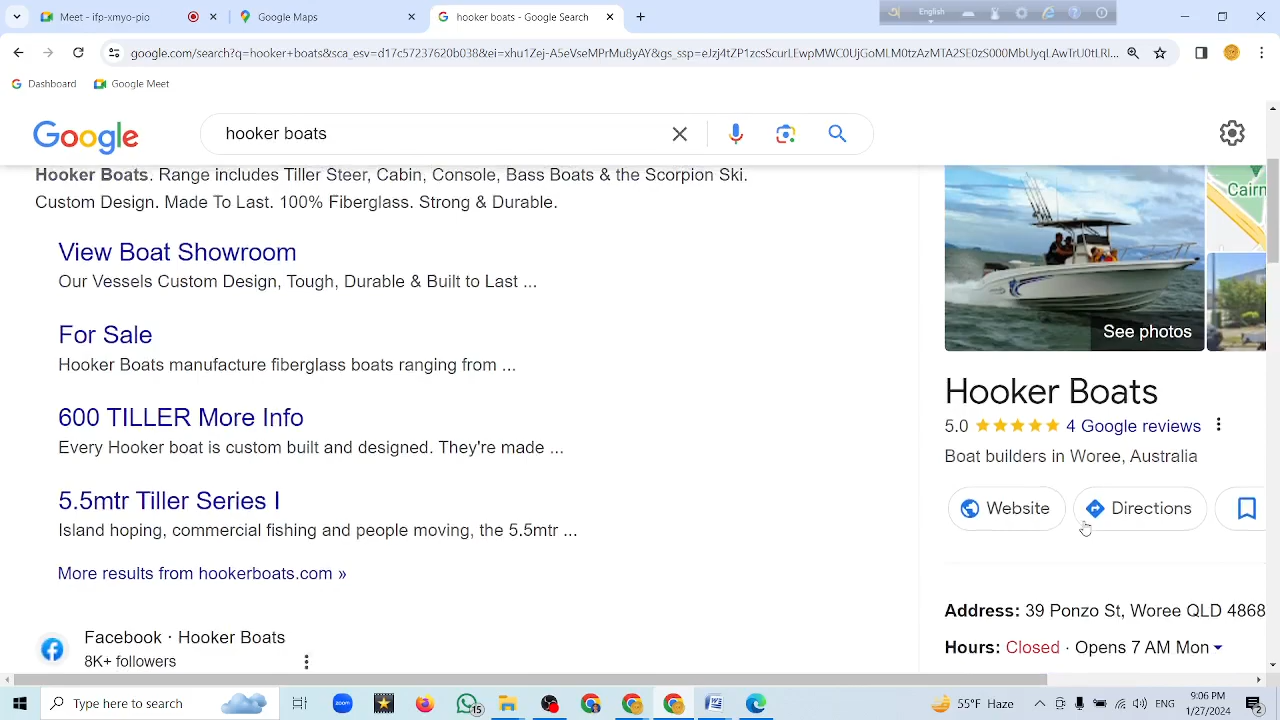 Meet - fp-xmyo-pio
Google Maps
hooker boats - Google Search
English
Dashboard
Google Meet
Google
hooker boats
Hooker Boats. Range includes Tiller Steer, Cabin, Console, Bass Boats & the Scorpion Ski.
Custom Design. Made To Last. 100% Fiberglass. Strong & Durable.
View Boat Showroom
Our Vessels Custom Design, Tough, Durable & Built to Last ...
For Sale
Hooker Boats manufacture fiberglass boats ranging from ...
600 TILLER More Info
Every Hooker boat is custom built and designed. They're made ...
5.5mtr Tiller Series I
Island hoping, commercial fishing and people moving, the 5.5mtr ...
More results from hookerboats.com »
Facebook · Hooker Boats
8K+ followers
Cairn
See photos
Hooker Boats
5.0
4 Google reviews
Boat builders in Woree, Australia
Website
Directions
Address: 39 Ponzo St, Woree QLD 4868
Hours: Closed · Opens 7 AM Mon
Type here to search
zoom
55°F Haze
9:06 PM
1/27/2024